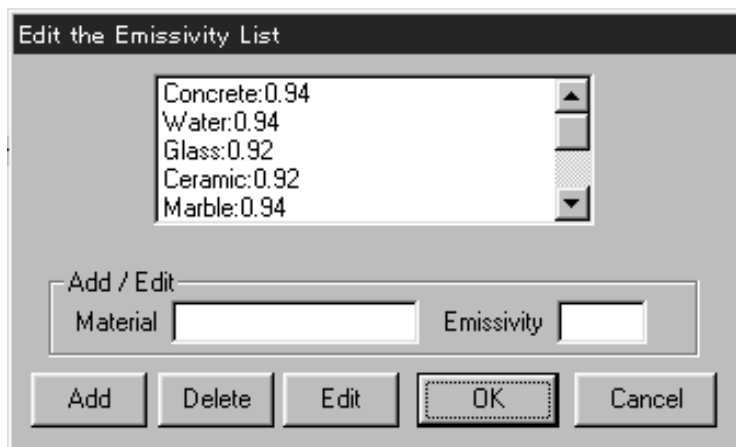 Edit the Emissivity List
Concrete:0.94
Water:0.94
Glass:0.92
Ceramic:0.92
Marble:0.94
Add / Edit
Material Emissivity
Add Delete Edit OK Cancel